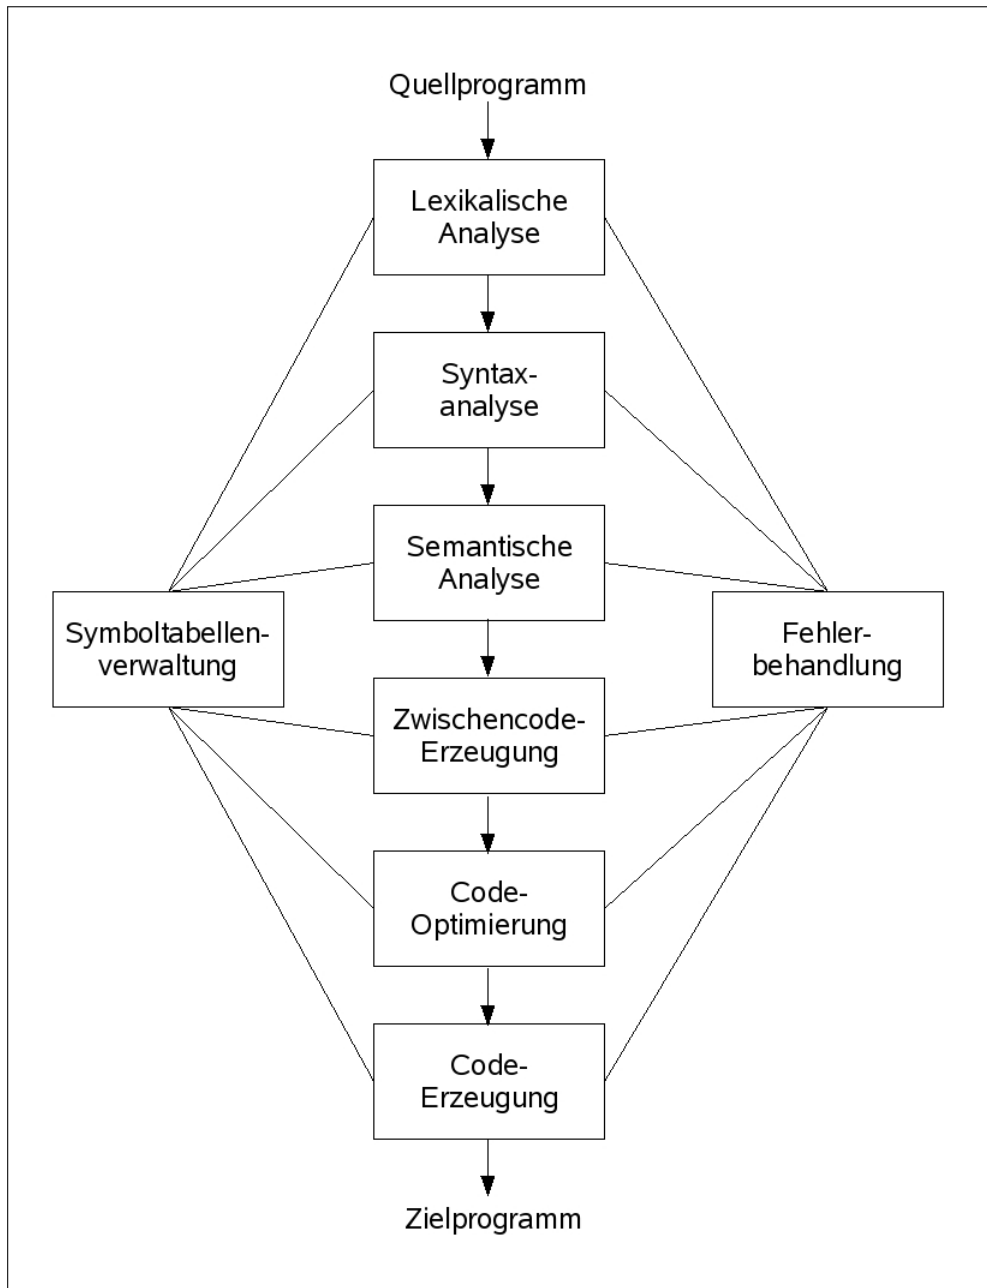 Quellprogramm
Lexikalische
Analyse
Syntax-
analyse
Semantische
Analyse
Symboltabellen-
verwaltung
Fehler-
behandlung
Zwischencode-
Erzeugung
Code-
Optimierung
Code-
Erzeugung
Zielprogramm